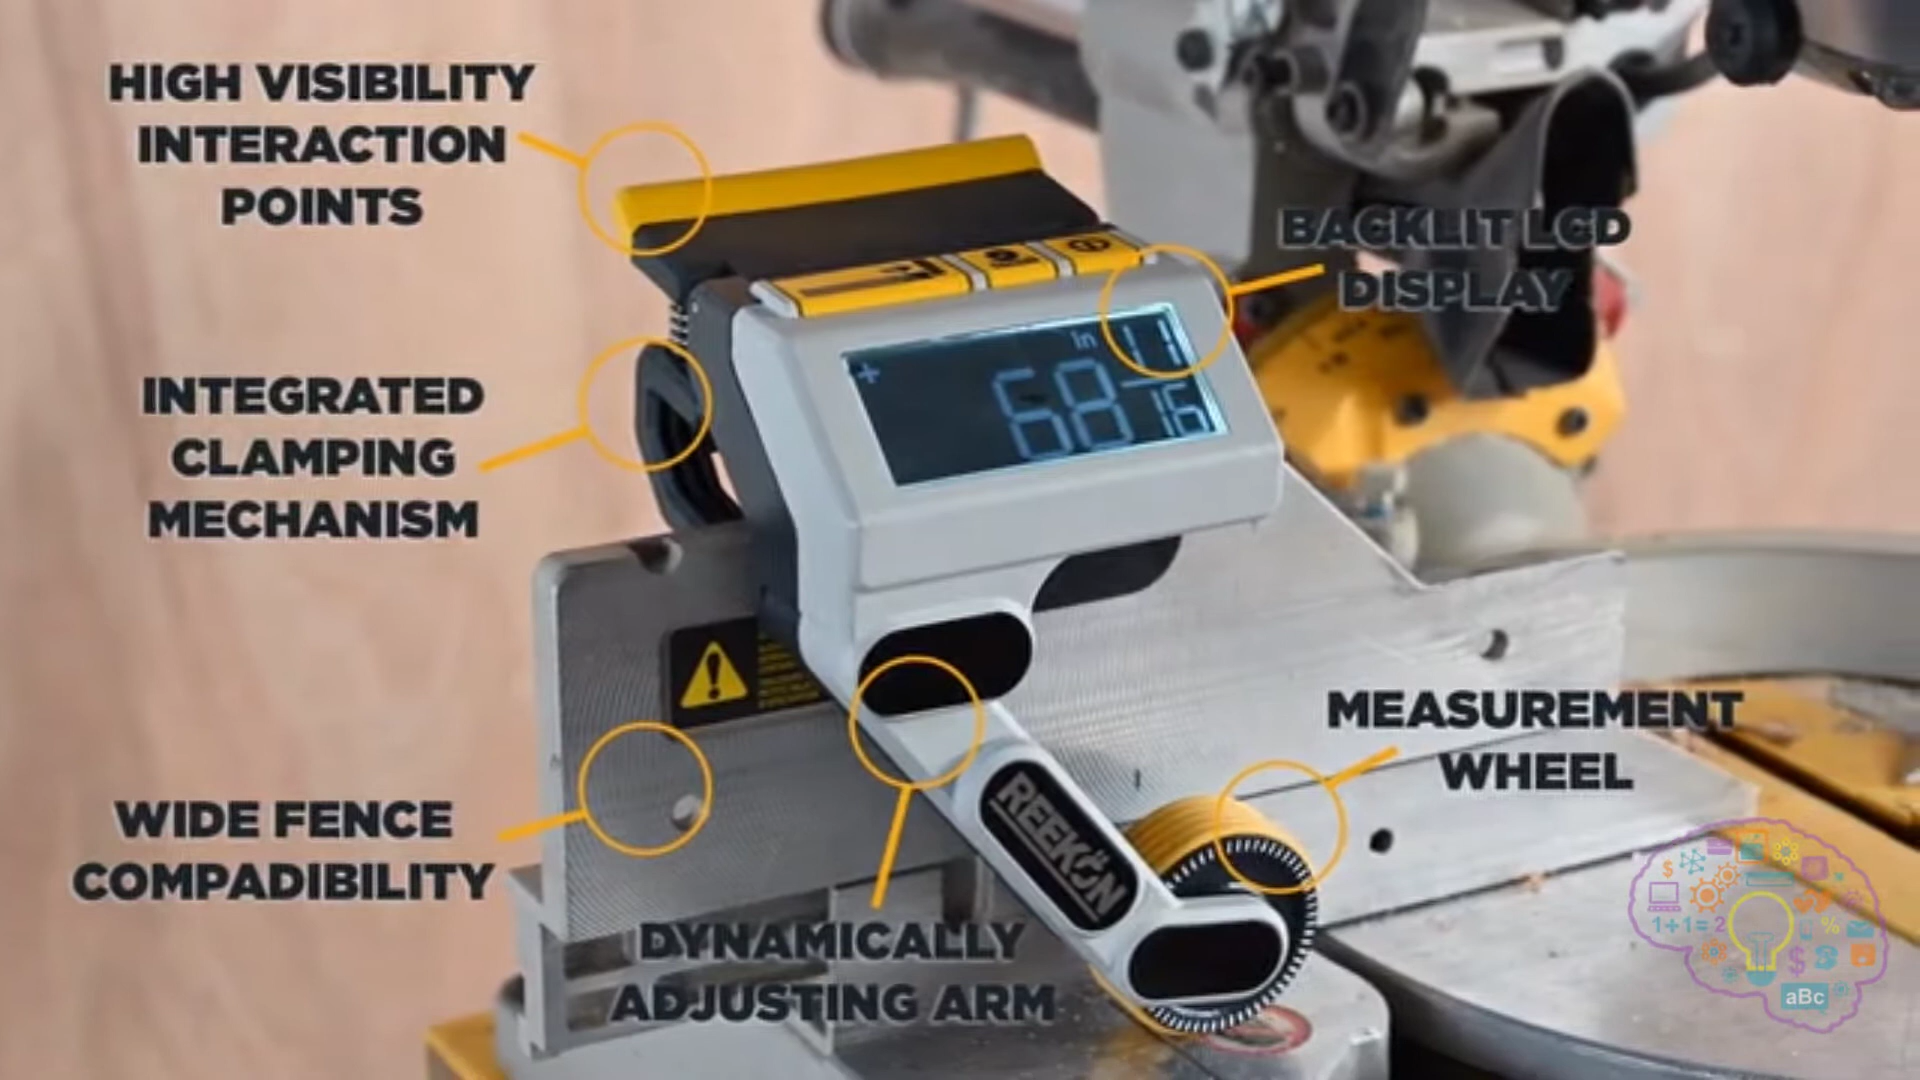 HIGH VISIBILITY
INTERACTION
POINTS
BACKLIT LCD
DISPLAY
In 11
+ 68 16
INTEGRATED
CLAMPING
MECHANISM
MEASUREMENT
WHEEL
WIDE FENCE
COMPADIBILITY
REEKON
DYNAMICALLY
ADJUSTING ARM
1+1=2
%
$
$
aBc